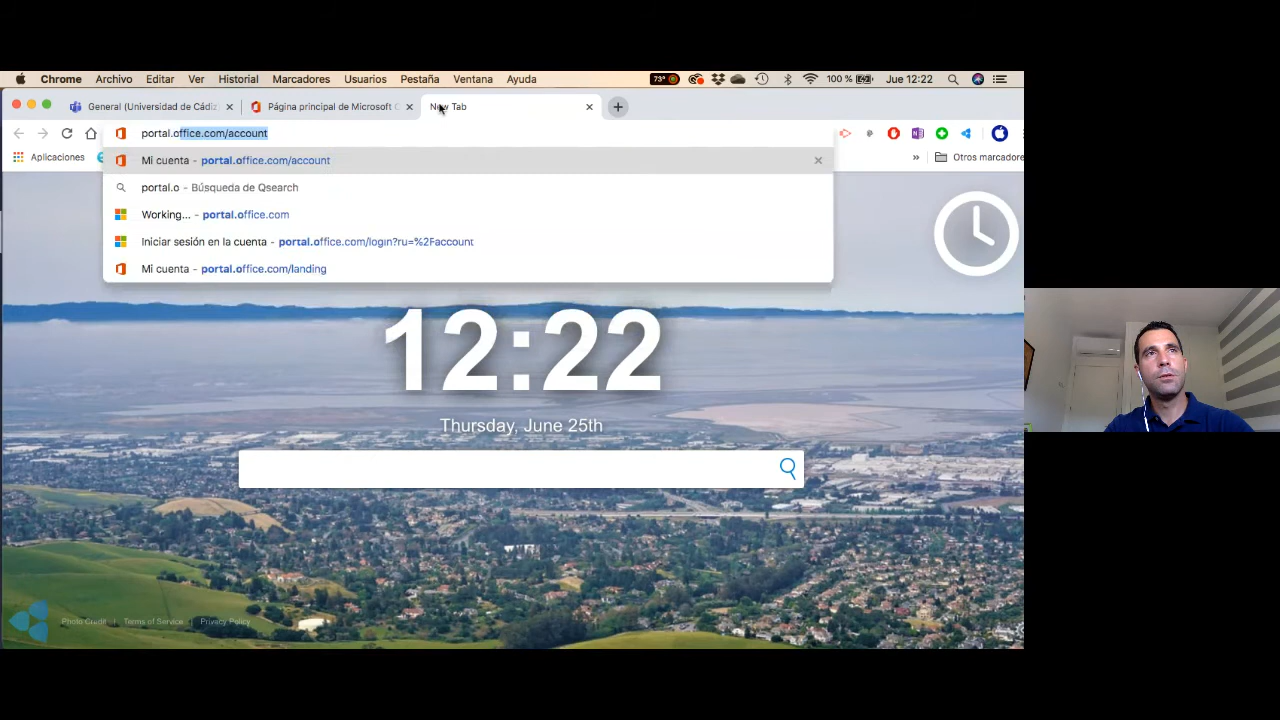 Chrome Archivo Editar Ver Historial Marcadores Usuarios Pestaña Ventana Ayuda 73° 100 % Jue 12:22
General (Universidad de Cádiz Página principal de Microsoft New Tab
portal.office.com/account
Aplicaciones » Otros marcadore
Mi cuenta - portal.office.com/account
portal.o - Búsqueda de Qsearch
Working... - portal.office.com
Iniciar sesión en la cuenta - portal.office.com/login?ru=%2Faccount
Mi cuenta - portal.office.com/landing
12:22
Thursday, June 25th
Photo Credit | Terms of Service | Privacy Policy